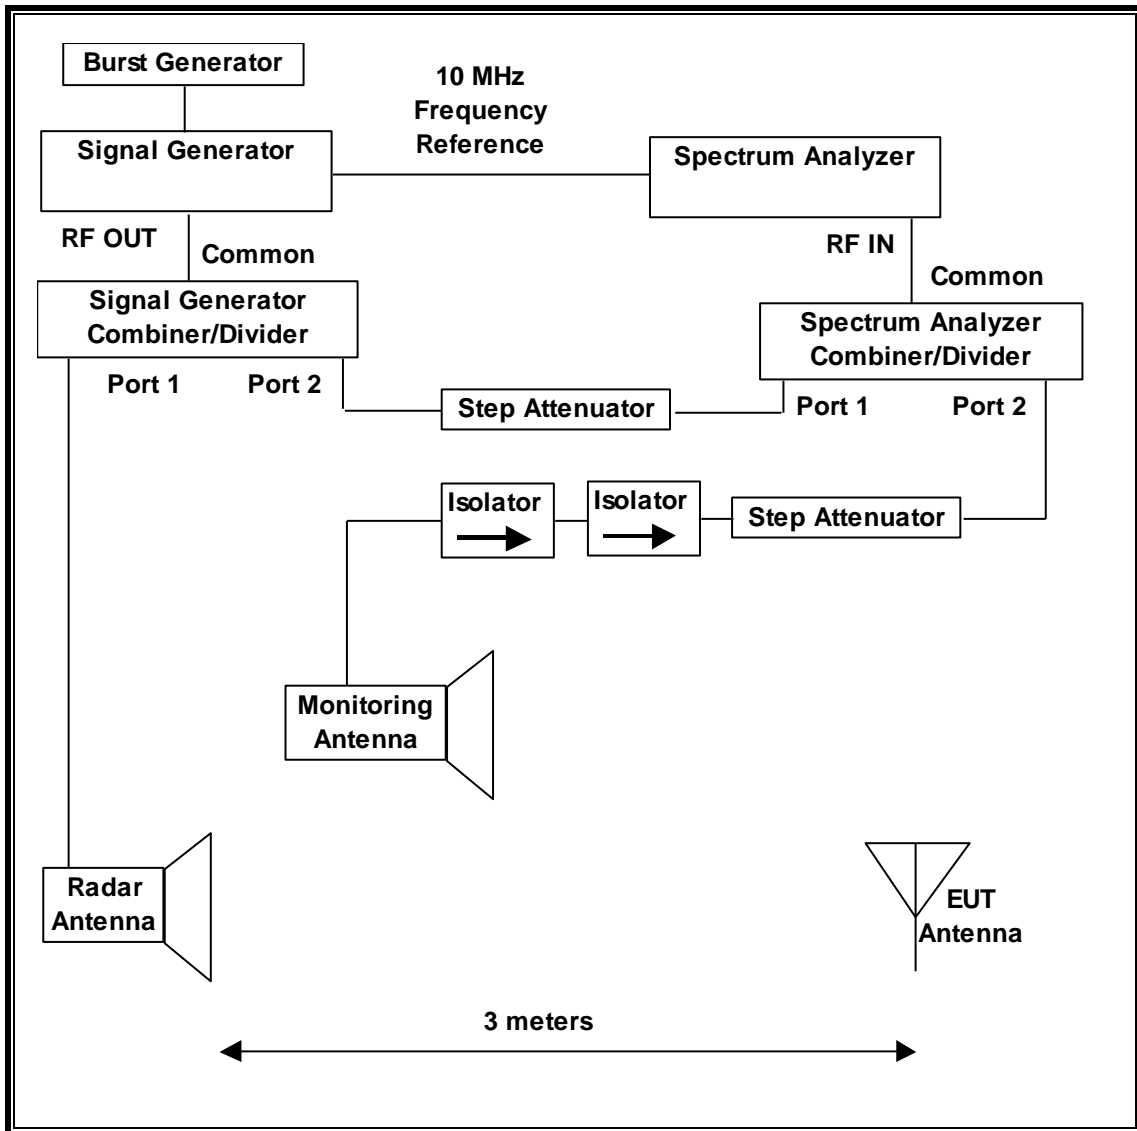 Burst Generator
10 MHz
Frequency
Reference
Signal Generator
Spectrum Analyzer
RF OUT
Common
RF IN
Common
Signal Generator
Combiner/Divider
Spectrum Analyzer
Combiner/Divider
Port 1
Port 2
Step Attenuator
Port 1
Port 2
Isolator
Isolator
Step Attenuator
Monitoring
Antenna
Radar
Antenna
EUT
Antenna
3 meters